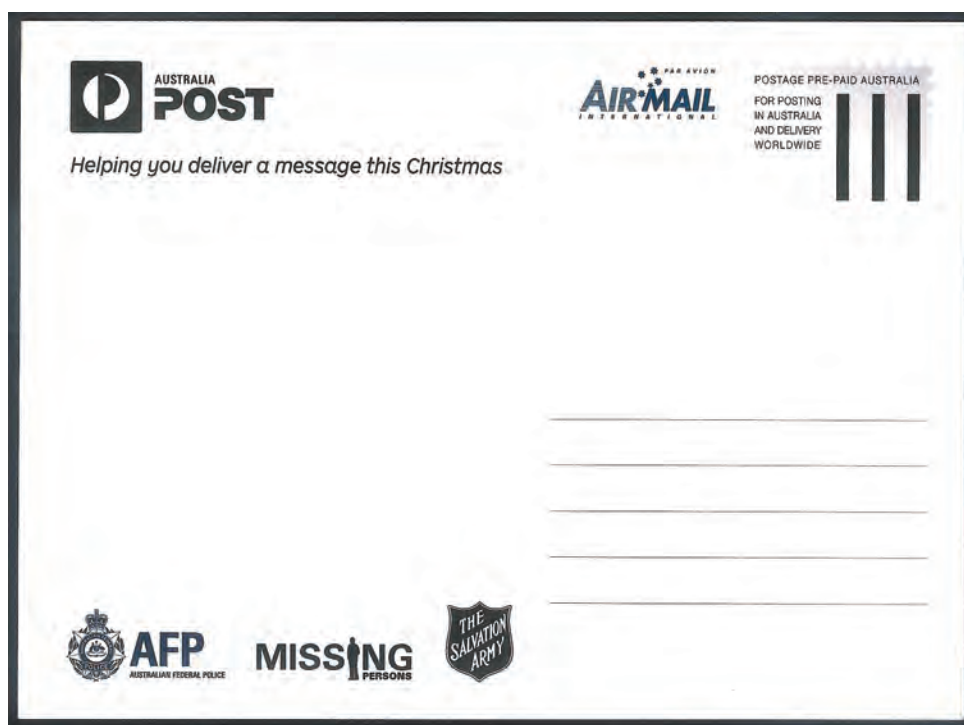 AUSTRALIA
POST
Helping you deliver a message this Christmas
PAR AVION
AIR MAIL
INTERNATIONAL
POSTAGE PRE-PAID AUSTRALIA
FOR POSTING
IN AUSTRALIA
AND DELIVERY
WORLDWIDE
AFP
AUSTRALIAN FEDERAL POLICE
MISSING
PERSONS
THE
SALVATION
ARMY